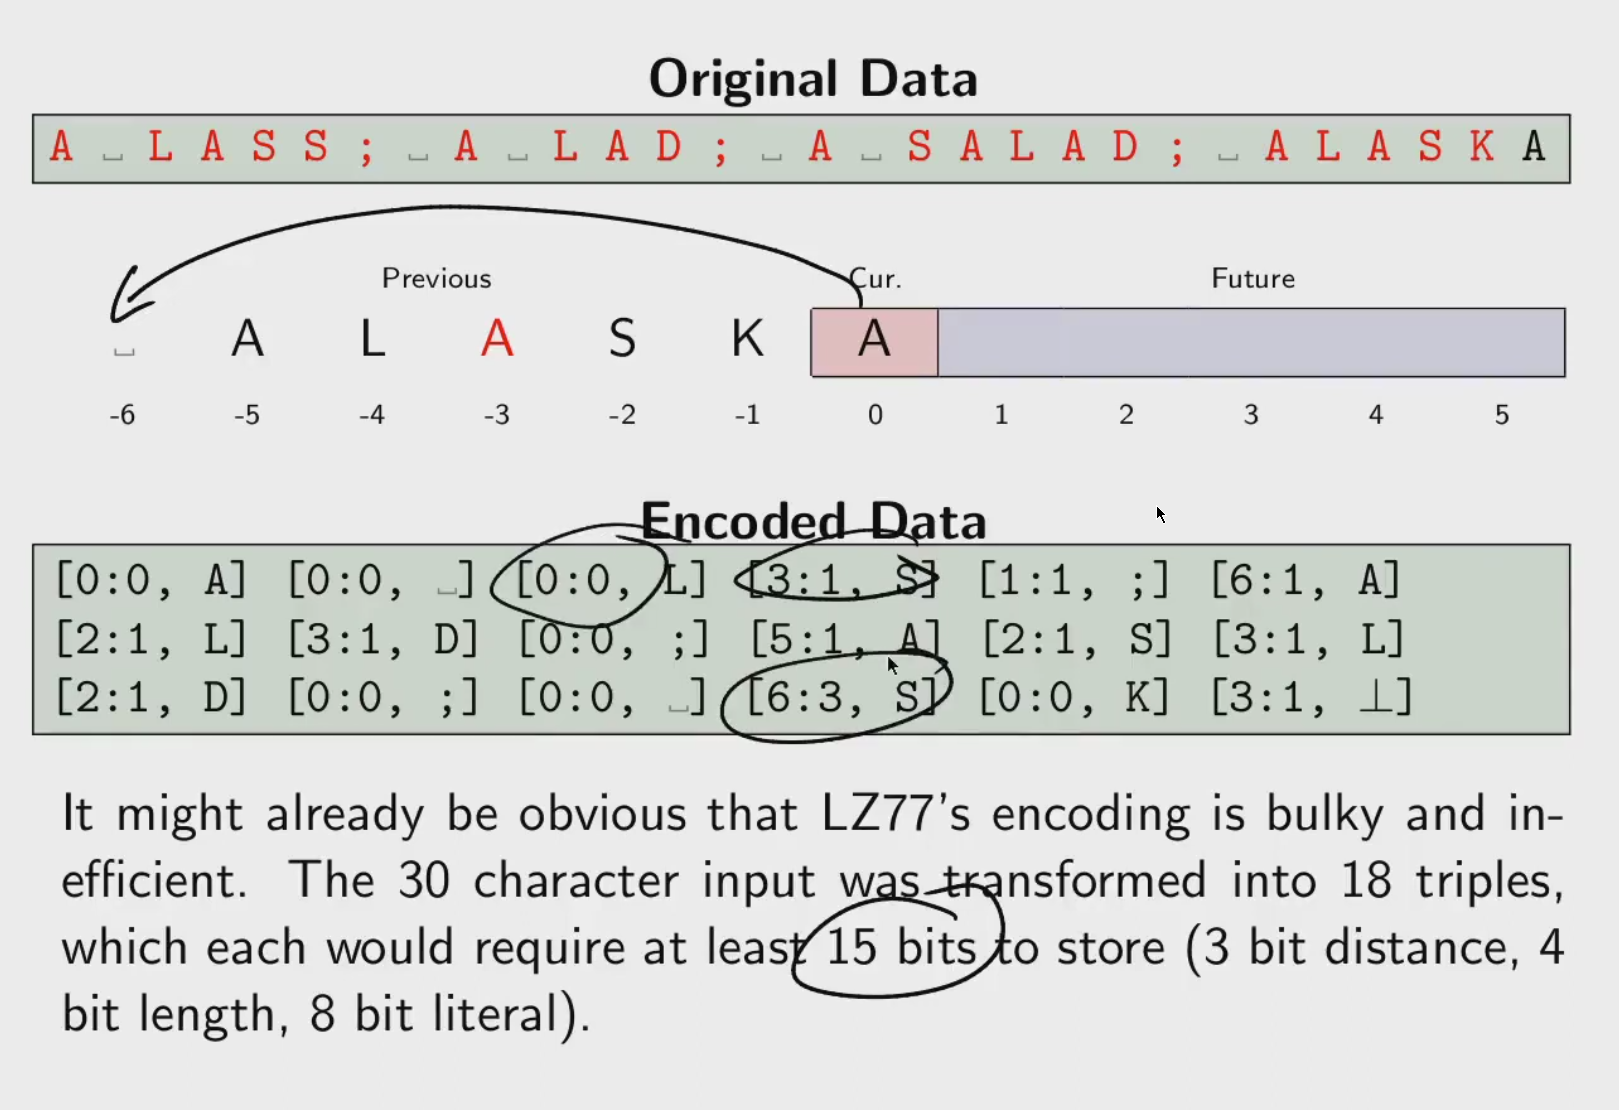 Original Data
A ␣ L A S S ; ␣ A ␣ L A D ; ␣ A ␣ S A L A D ; ␣ A L A S K A
Previous Cur. Future
␣ A L A S K A
-6 -5 -4 -3 -2 -1 0 1 2 3 4 5
Encoded Data
[0:0, A] [0:0, ␣] [0:0, L] [3:1, S] [1:1, ;] [6:1, A]
[2:1, L] [3:1, D] [0:0, ;] [5:1, A] [2:1, S] [3:1, L]
[2:1, D] [0:0, ;] [0:0, ␣] [6:3, S] [0:0, K] [3:1, ⊥]
It might already be obvious that LZ77's encoding is bulky and in-
efficient. The 30 character input was transformed into 18 triples,
which each would require at least 15 bits to store (3 bit distance, 4
bit length, 8 bit literal).